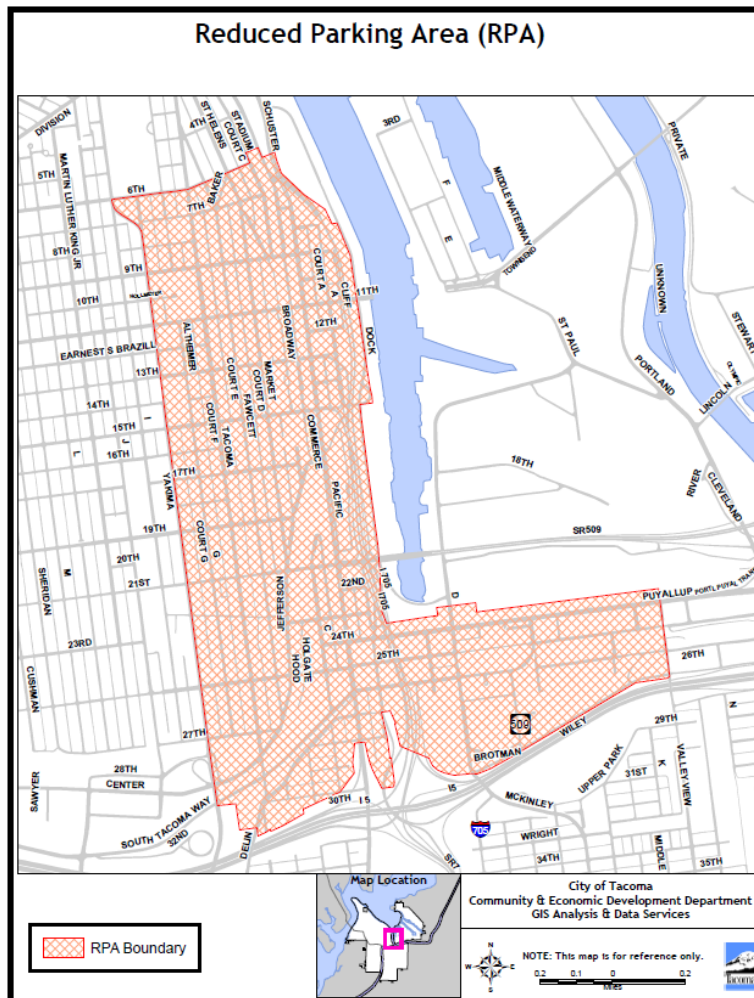 Reduced Parking Area (RPA)
DIVISION
4TH
ST HELENS
STADIUM
COURT C
SCHUSTER
3RD
PRIVATE
5TH
MARTIN LUTHER KING JR
6TH
BAKER
7TH
F
E
MIDDLE WATERWAY
8TH
9TH
TOWNSEND
UNKNOWN
COURT A
A
CLIFF
10TH
11TH
12TH
BROADWAY
DOCK
ST PAUL
STEWART
EARNEST S BRAZILL
ALTHEIMER
13TH
MARKET
COURT D
FAWCETT
COURT E
TACOMA
COURT F
PORTLAND
OLYMPIC
LINCOLN
14TH
15TH
I
J
L
16TH
COMMERCE
17TH
YAKIMA
PACIFIC
18TH
RIVER
CLEVELAND
19TH
SR509
COURT G
G
20TH
M
21ST
SHERIDAN
22ND
I 705
I705
D
PUYALLUP
JEFFERSON
C
24TH
23RD
25TH
HOLGATE
HOOD
26TH
CUSHMAN
509
27TH
BROTMAN
WILEY
29TH
N
28TH
CENTER
SAWYER
UPPER PARK
K
VALLEY VIEW
31ST
30TH
I 5
I5
MCKINLEY
SOUTH TACOMA WAY
32ND
DELIN
705
WRIGHT
MIDDLE
SR7
34TH
35TH
Map Location
City of Tacoma
Community & Economic Development Department
GIS Analysis & Data Services
RPA Boundary
N
W
E
S
NOTE: This map is for reference only.
0.2 0.1 0 0.2
Miles
Tacoma